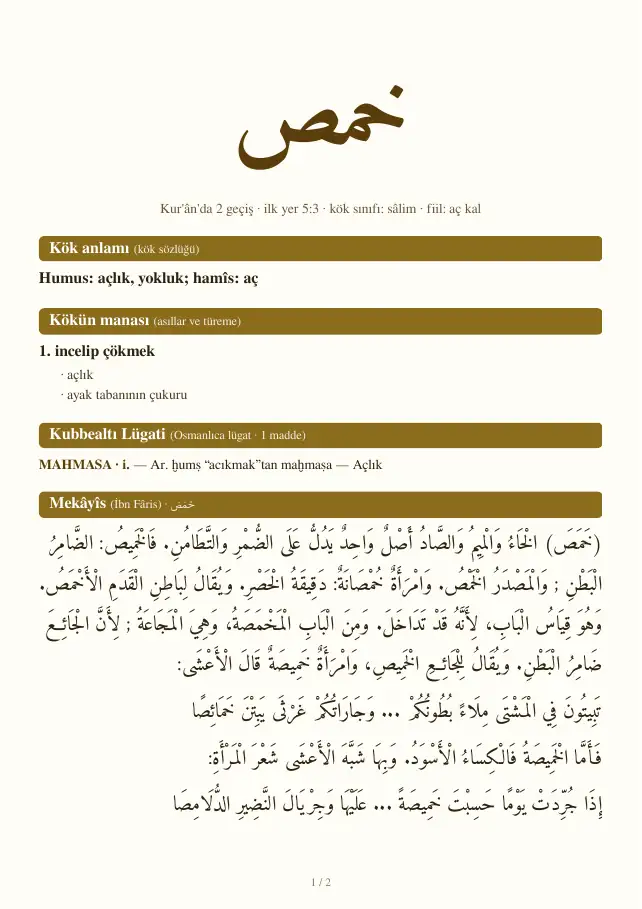 خمص
Kur'ân'da 2 geçiş · ilk yer 5:3 · kök sınıfı: sâlim · fiil: aç kal
Kök anlamı (kök sözlüğü)
Humus: açlık, yokluk; hamîs: aç
Kökün manası (asıllar ve türeme)
1. incelip çökmek
· açlık
· ayak tabanının çukuru
Kubbealtı Lügati (Osmanlıca lügat · 1 madde)
MAHMASA · i. — Ar. ḫumṣ “acıkmak”tan maḫmaṣa — Açlık
Mekâyîs (İbn Fâris) · خَمَصَ
(خَمَصَ) الْخَاءُ وَالْمِيمُ وَالصَّادُ أَصْلٌ وَاحِدٌ يَدُلُّ عَلَى الضُّمْرِ وَالتَّطَامُنِ. فَالْخَمِيصُ: الضَّامِرُ
الْبَطْنِ ; وَالْمَصْدَرُ الْخَمْصُ. وَامْرَأَةٌ خُمْصَانَةٌ: دَقِيقَةُ الْخَصْرِ. وَيُقَالُ لِبَاطِنِ الْقَدَمِ الْأَخْمَصُ.
وَهُوَ قِيَاسُ الْبَابِ، لِأَنَّهُ قَدْ تَدَاخَلَ. وَمِنَ الْبَابِ الْمَخْمَصَةُ، وَهِيَ الْمَجَاعَةُ ; لِأَنَّ الْجَائِعَ
ضَامِرُ الْبَطْنِ. وَيُقَالُ لِلْجَائِعِ الْخَمِيصِ، وَامْرَأَةٌ خَمِيصَةٌ قَالَ الْأَعْشَى:
تَبِيتُونَ فِي الْمَشْتَى مِلَاءً بُطُونُكُمْ ... وَجَارَاتُكُمْ غَرْثَى يَبِتْنَ خَمَائِصًا
فَأَمَّا الْخَمِيصَةُ فَالْكِسَاءُ الْأَسْوَدُ. وَبِهَا شَبَّهَ الْأَعْشَى شَعْرَ الْمَرْأَةِ:
إِذَا جُرِّدَتْ يَوْمًا حَسِبْتَ خَمِيصَةً ... عَلَيْهَا وَجِرْيَالَ النَّضِيرِ الدُّلَامِصَا
1 / 2